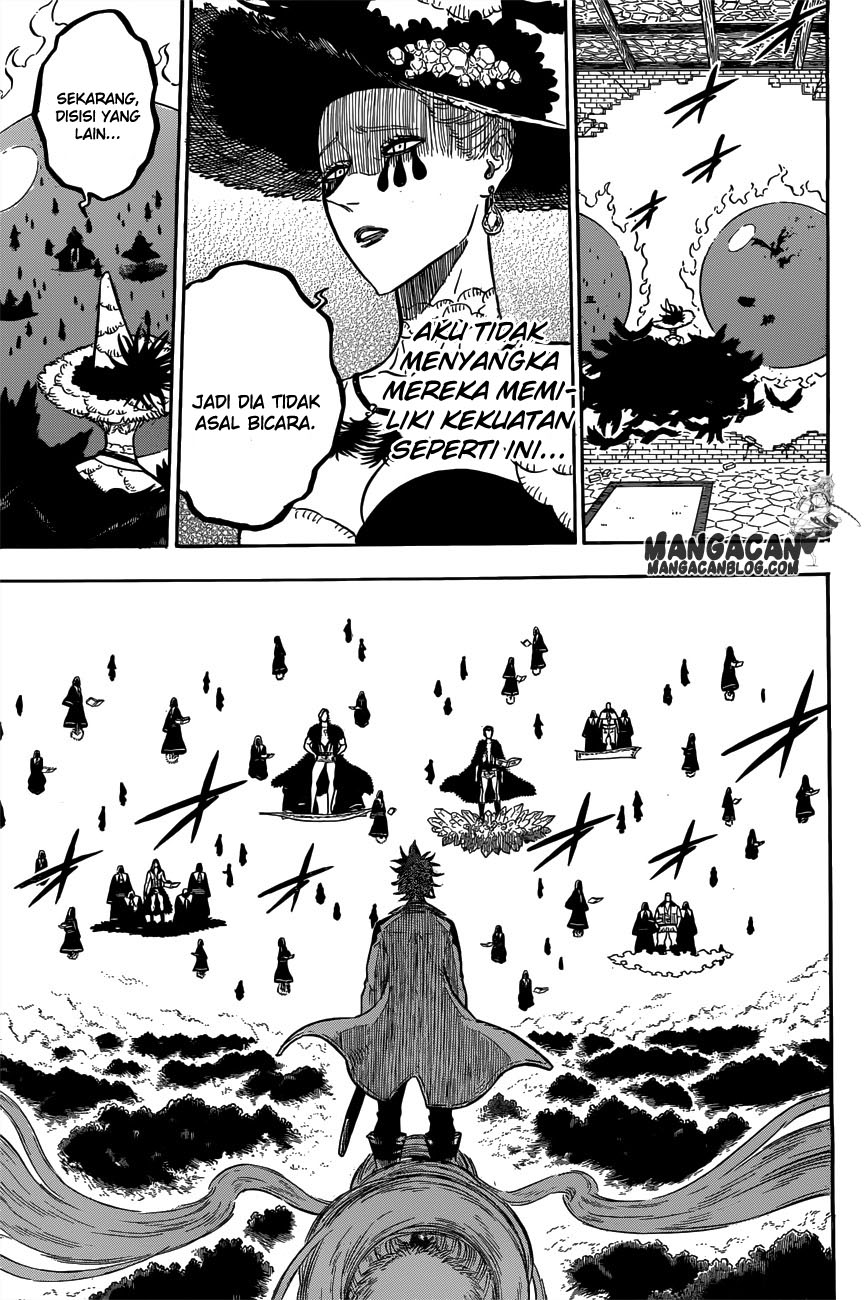 AKU TIDAK
MENYANGKA
MEREKA MEMI-
LIKI KEKUATAN
SEPERTI INI...
JADI DIA TIDAK
ASAL BICARA.
SEKARANG,
DISISI YANG
LAIN...
MANGACAN
MANGACANBLOG.COM